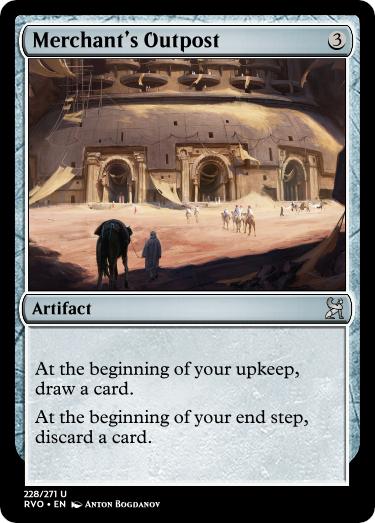 Merchant's Outpost 3
Artifact
At the beginning of your upkeep,
draw a card.
At the beginning of your end step,
discard a card.
228/271 U
RVO • EN Anton Bogdanov